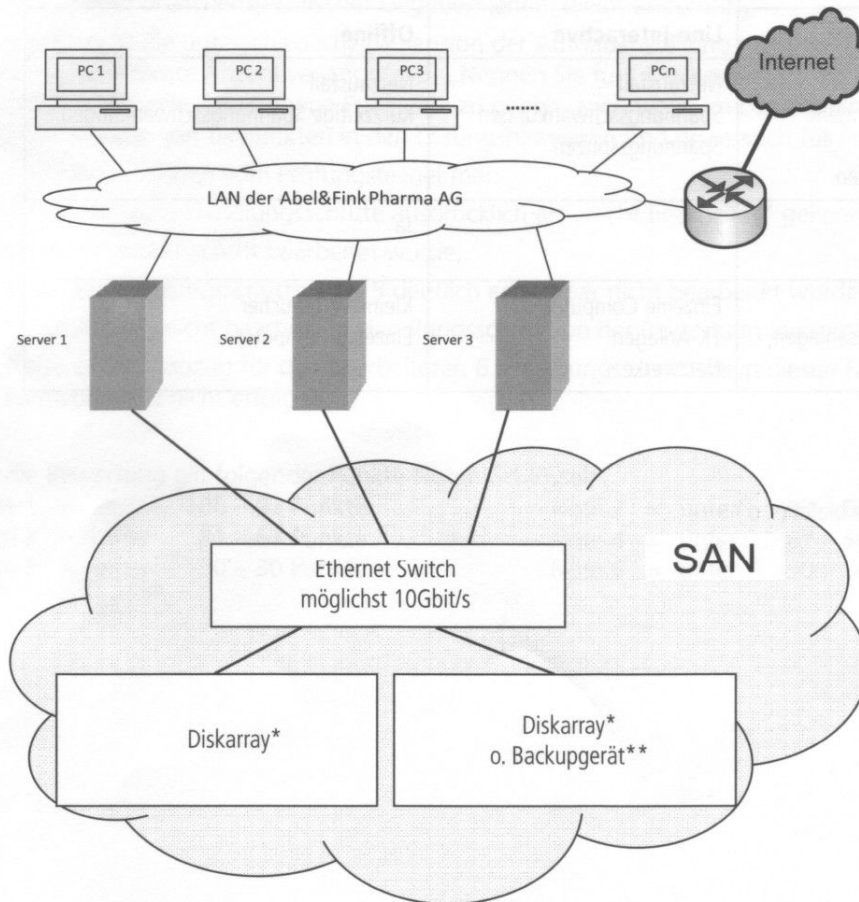 PC 1
PC 2
PC3
........
PCn
Internet
LAN der Abel&Fink Pharma AG
Server 1
Server 2
Server 3
Ethernet Switch
möglichst 10Gbit/s
SAN
Diskarray*
Diskarray*
o. Backupgerät**